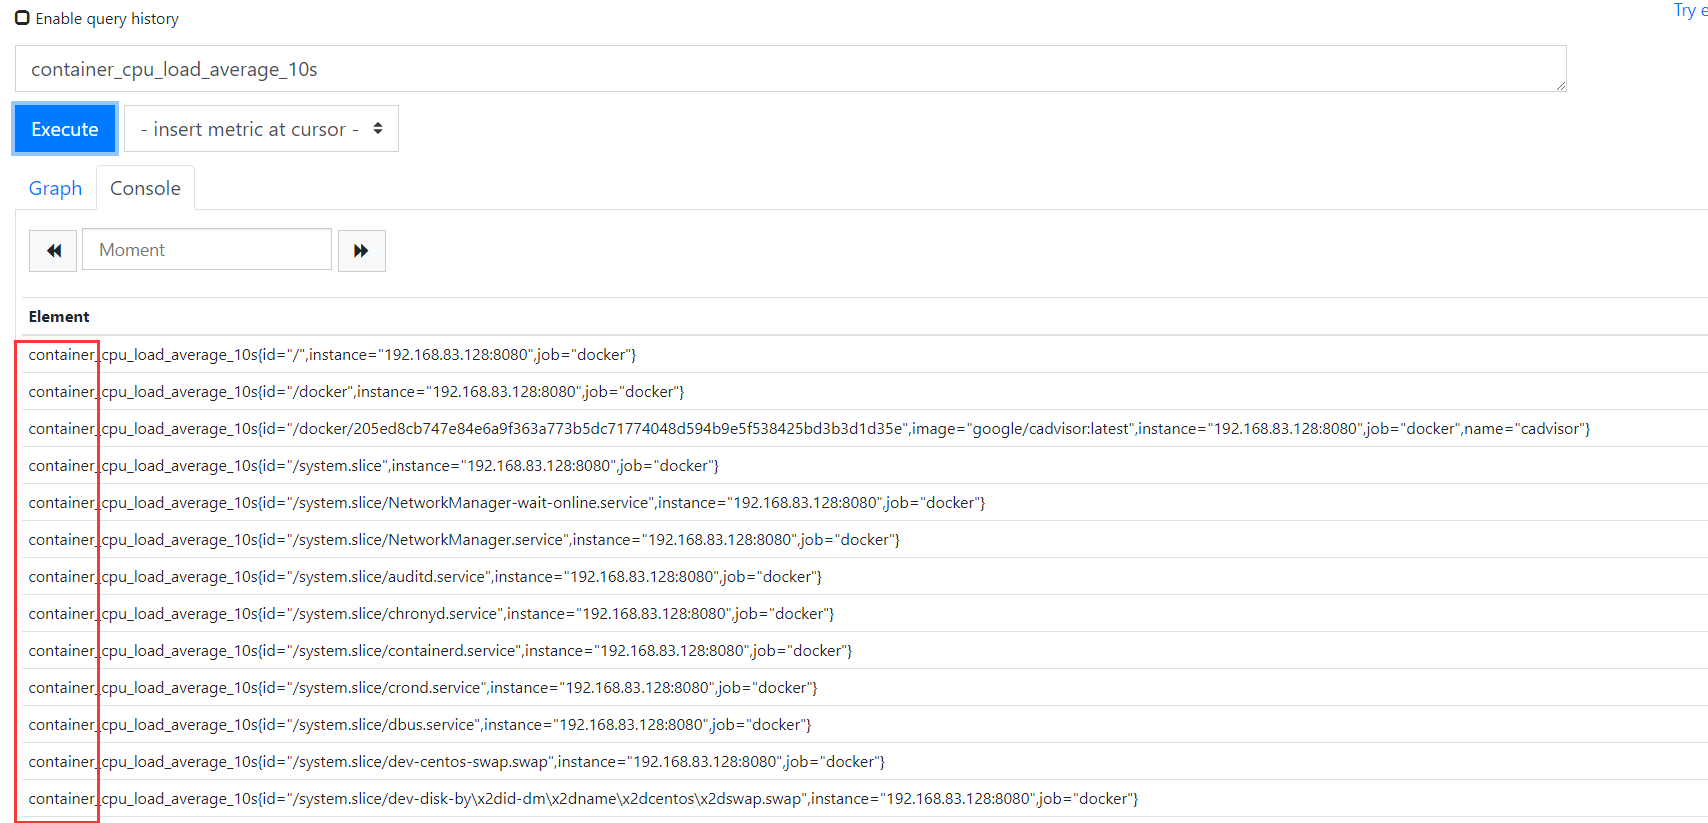 Enable query history
Try e
container_cpu_load_average_10s
Execute
- insert metric at cursor -
Graph
Console
Moment
Element
container_cpu_load_average_10s{id="/",instance="192.168.83.128:8080",job="docker"}
container_cpu_load_average_10s{id="/docker",instance="192.168.83.128:8080",job="docker"}
container_cpu_load_average_10s{id="/docker/205ed8cb747e84e6a9f363a773b5dc71774048d594b9e5f538425bd3b3d1d35e",image="google/cadvisor:latest",instance="192.168.83.128:8080",job="docker",name="cadvisor"}
container_cpu_load_average_10s{id="/system.slice",instance="192.168.83.128:8080",job="docker"}
container_cpu_load_average_10s{id="/system.slice/NetworkManager-wait-online.service",instance="192.168.83.128:8080",job="docker"}
container_cpu_load_average_10s{id="/system.slice/NetworkManager.service",instance="192.168.83.128:8080",job="docker"}
container_cpu_load_average_10s{id="/system.slice/auditd.service",instance="192.168.83.128:8080",job="docker"}
container_cpu_load_average_10s{id="/system.slice/chronyd.service",instance="192.168.83.128:8080",job="docker"}
container_cpu_load_average_10s{id="/system.slice/containerd.service",instance="192.168.83.128:8080",job="docker"}
container_cpu_load_average_10s{id="/system.slice/crond.service",instance="192.168.83.128:8080",job="docker"}
container_cpu_load_average_10s{id="/system.slice/dbus.service",instance="192.168.83.128:8080",job="docker"}
container_cpu_load_average_10s{id="/system.slice/dev-centos-swap.swap",instance="192.168.83.128:8080",job="docker"}
container_cpu_load_average_10s{id="/system.slice/dev-disk-by\x2did-dm\x2dname\x2dcentos\x2dswap.swap",instance="192.168.83.128:8080",job="docker"}